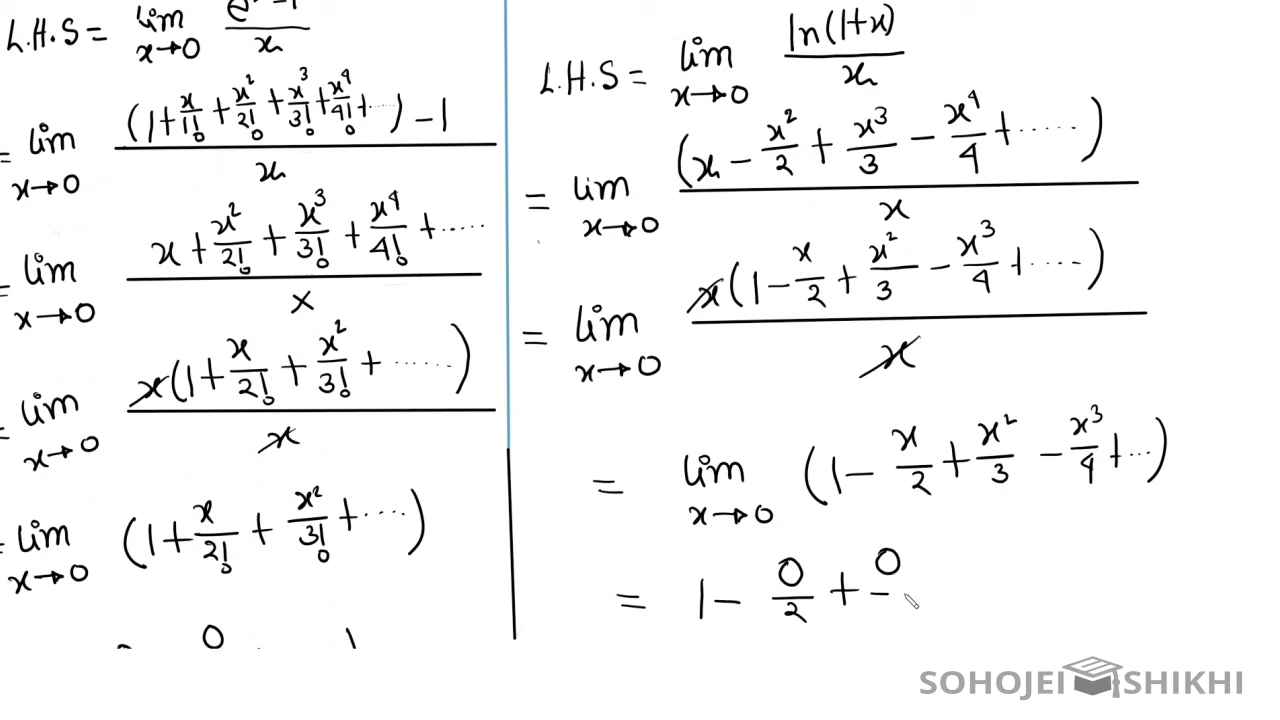 L.H.S = lim x→0 (eˣ - 1)/x
= lim x→0 ((1 + x/1! + x²/2! + x³/3! + x⁴/4! + ....) - 1)/x
= lim x→0 (x + x²/2! + x³/3! + x⁴/4! + .....)/x
= lim x→0 x(1 + x/2! + x²/3! + ......)/x
= lim x→0 (1 + x/2! + x²/3! + .....)
L.H.S = lim x→0 ln(1+x)/x
= lim x→0 (x - x²/2 + x³/3 - x⁴/4 + ......)/x
= lim x→0 x(1 - x/2 + x²/3 - x³/4 + .....)/x
= lim x→0 (1 - x/2 + x²/3 - x³/4 + ...)
= 1 - 0/2 + 0
SOHOJEI SHIKHI